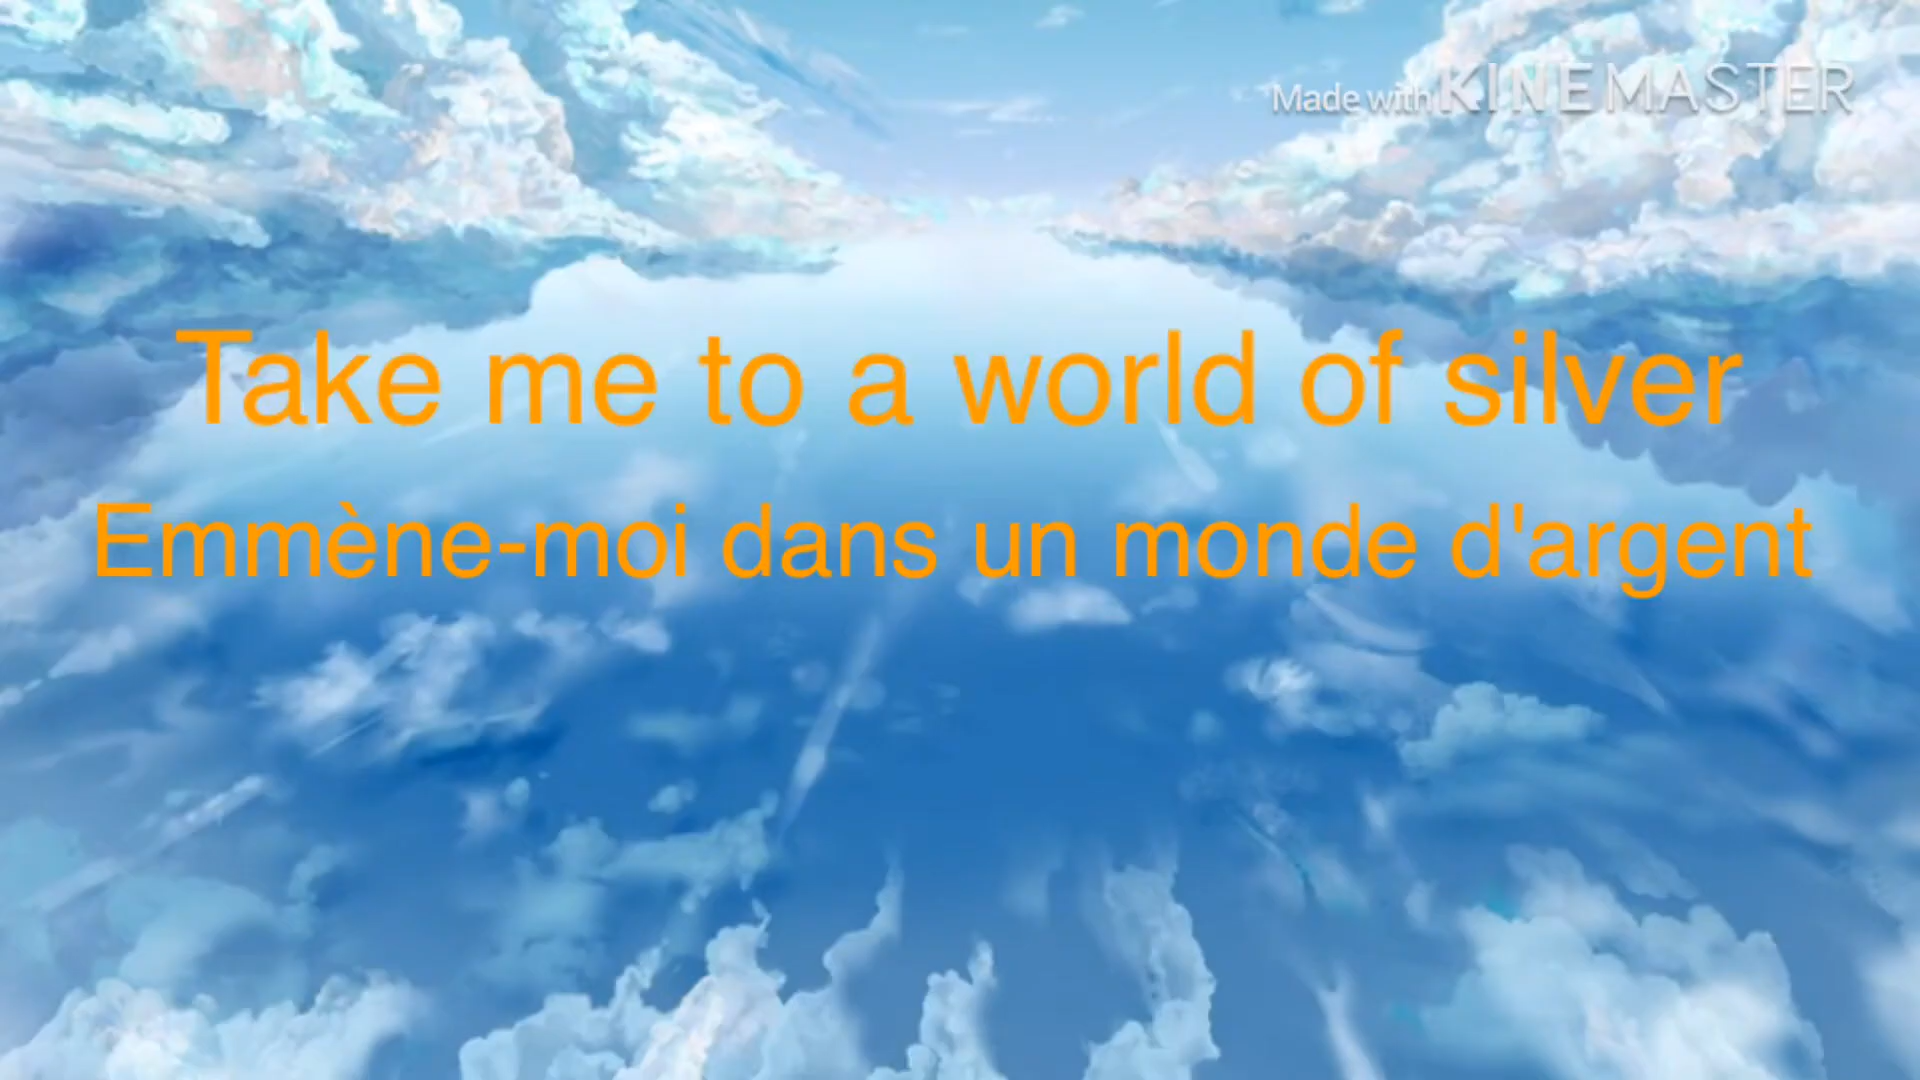 Made with KINEMASTER
Take me to a world of silver
Emmène-moi dans un monde d'argent